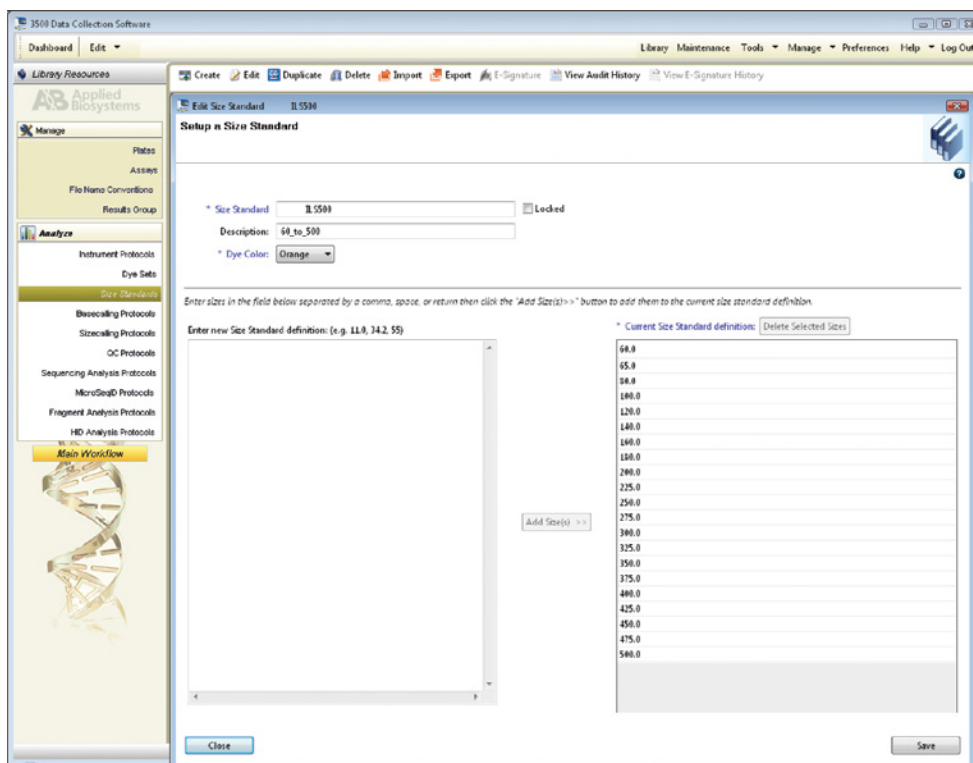 3500 Data Collection Software
Dashboard Edit
Library Maintenance Tools Manage Preferences Help Log Out
Library Resources
Create Edit Duplicate Delete Import Export E-Signature View Audit History View E-Signature History
AB Applied Biosystems
Manage
Plates
Assays
File Name Conventions
Results Group
Analyze
Instrument Protocols
Dye Sets
Size Standards
Basecalling Protocols
Sizecalling Protocols
QC Protocols
Sequencing Analysis Protocols
MicroSeqID Protocols
Fragment Analysis Protocols
HID Analysis Protocols
Main Workflow
Edit Size Standard ILS500
Setup a Size Standard
* Size Standard ILS500 Locked
Description: 60_to_500
* Dye Color: Orange
Enter sizes in the field below separated by a comma, space, or return then click the "Add Size(s)>>" button to add them to the current size standard definition.
Enter new Size Standard definition: (e.g. 11.0, 34.2, 55)
Add Size(s) >>
* Current Size Standard definition: Delete Selected Sizes
60.0
65.0
80.0
100.0
120.0
140.0
160.0
180.0
200.0
225.0
250.0
275.0
300.0
325.0
350.0
375.0
400.0
425.0
450.0
475.0
500.0
Close
Save